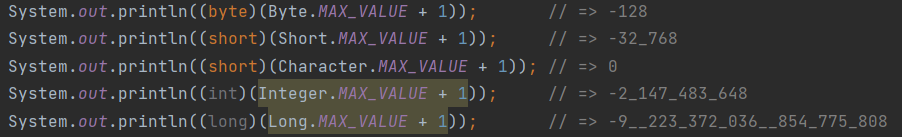 System.out.println((byte)(Byte.MAX_VALUE + 1));        // => -128
System.out.println((short)(Short.MAX_VALUE + 1));      // => -32_768
System.out.println((short)(Character.MAX_VALUE + 1));  // => 0
System.out.println((int)(Integer.MAX_VALUE + 1));      // => -2_147_483_648
System.out.println((long)(Long.MAX_VALUE + 1));        // => -9__223_372_036__854_775_808